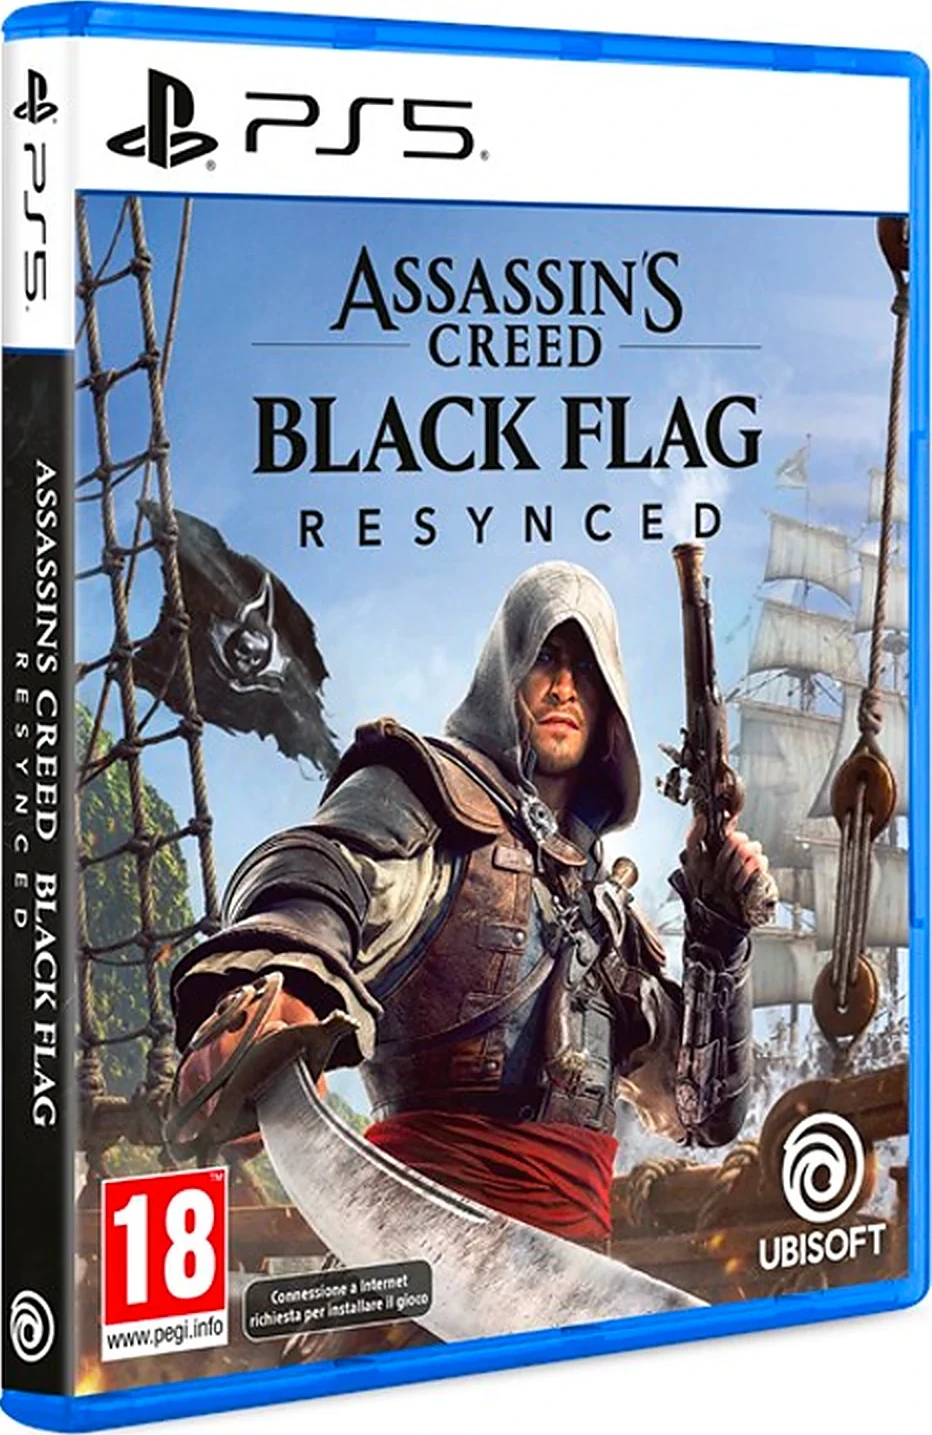 PS5
ASSASSIN'S
CREED
BLACK FLAG
RESYNCED
18
www.pegi.info
Connessione a Internet
richiesta per installare il gioco
UBISOFT
PS5
ASSASSIN'S CREED BLACK FLAG
RESYNCED